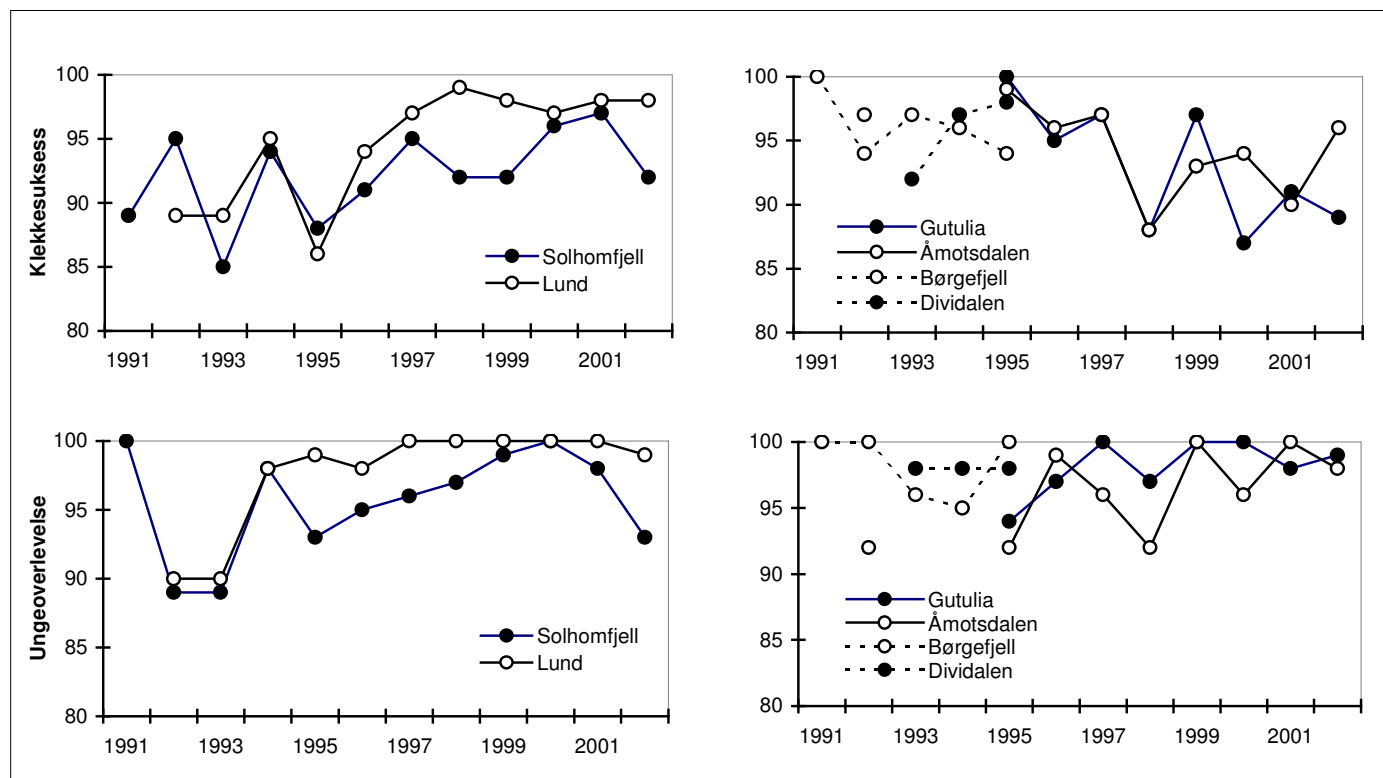 Klekkesuksess
100
95
90
85
80
1991 1993 1995 1997 1999 2001
Solhomfjell
Lund
100
95
90
85
80
1991 1993 1995 1997 1999 2001
Gutulia
Åmotsdalen
Børgefjell
Dividalen
Ungeoverlevelse
100
95
90
85
80
1991 1993 1995 1997 1999 2001
Solhomfjell
Lund
100
95
90
85
80
1991 1993 1995 1997 1999 2001
Gutulia
Åmotsdalen
Børgefjell
Dividalen